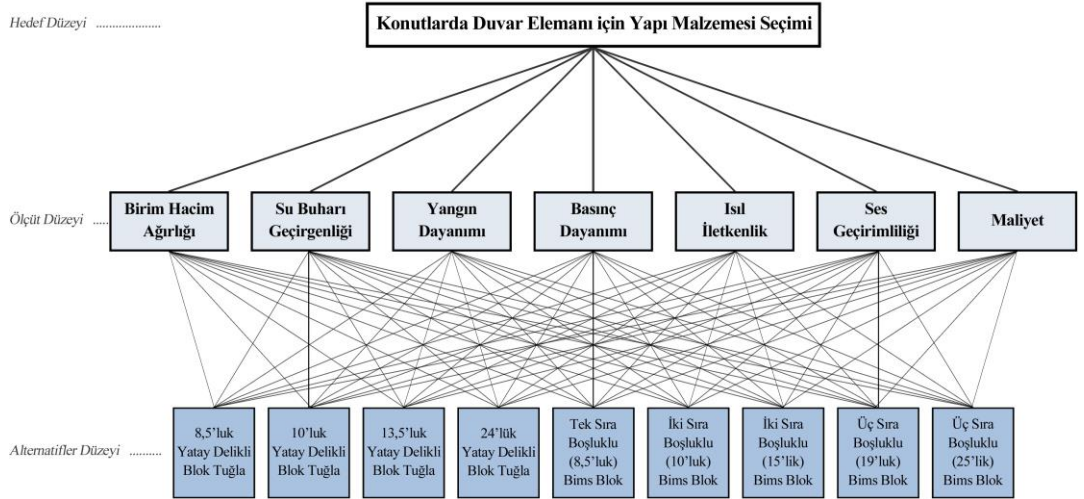 Hedef Düzeyi .....................
Konutlarda Duvar Elemanı için Yapı Malzemesi Seçimi
Ölçüt Düzeyi .....
Birim Hacim
Ağırlığı
Su Buharı
Geçirgenliği
Yangın
Dayanımı
Basınç
Dayanımı
Isıl
İletkenlik
Ses
Geçirimliliği
Maliyet
Alternatifler Düzeyi ..........
8,5’luk
Yatay Delikli
Blok Tuğla
10’luk
Yatay Delikli
Blok Tuğla
13,5’luk
Yatay Delikli
Blok Tuğla
24’lük
Yatay Delikli
Blok Tuğla
Tek Sıra
Boşluklu
(8,5’luk)
Bims Blok
İki Sıra
Boşluklu
(10’luk)
Bims Blok
İki Sıra
Boşluklu
(15’lik)
Bims Blok
Üç Sıra
Boşluklu
(19’luk)
Bims Blok
Üç Sıra
Boşluklu
(25’lik)
Bims Blok